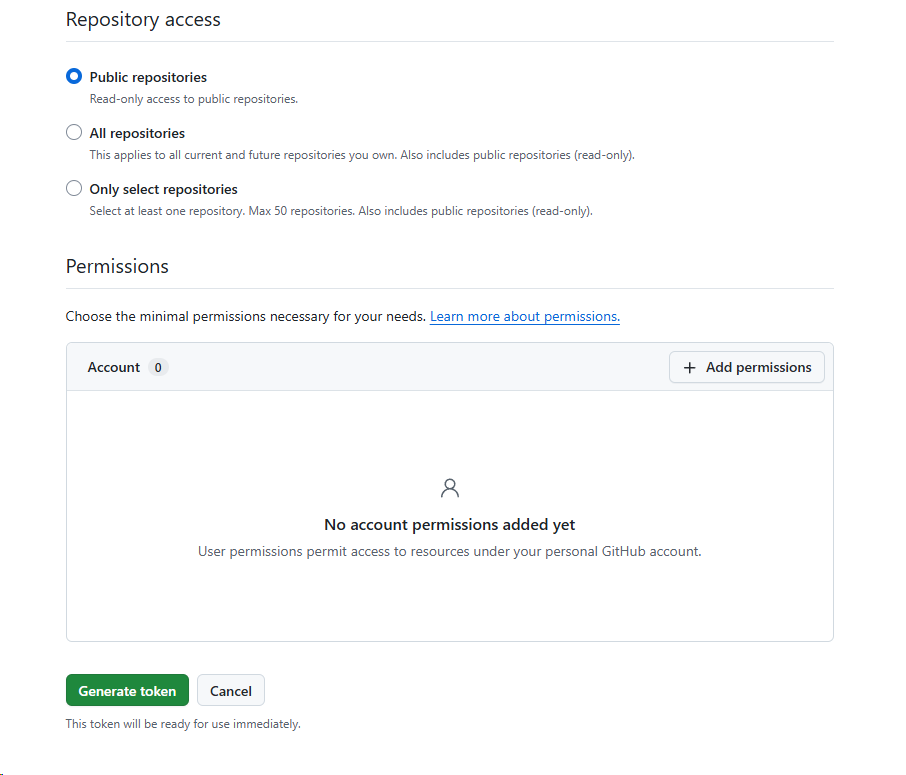 Repository access
Public repositories
Read-only access to public repositories.
All repositories
This applies to all current and future repositories you own. Also includes public repositories (read-only).
Only select repositories
Select at least one repository. Max 50 repositories. Also includes public repositories (read-only).
Permissions
Choose the minimal permissions necessary for your needs. Learn more about permissions.
Account 0 + Add permissions
No account permissions added yet
User permissions permit access to resources under your personal GitHub account.
Generate token Cancel
This token will be ready for use immediately.